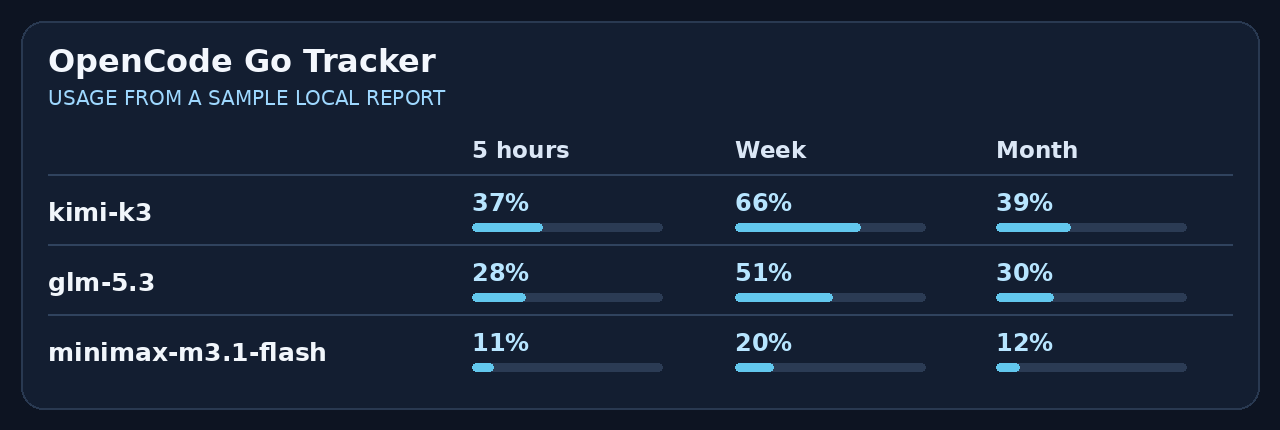 OpenCode Go Tracker
USAGE FROM A SAMPLE LOCAL REPORT
5 hours Week Month
kimi-k3 37% 66% 39%
glm-5.3 28% 51% 30%
minimax-m3.1-flash 11% 20% 12%